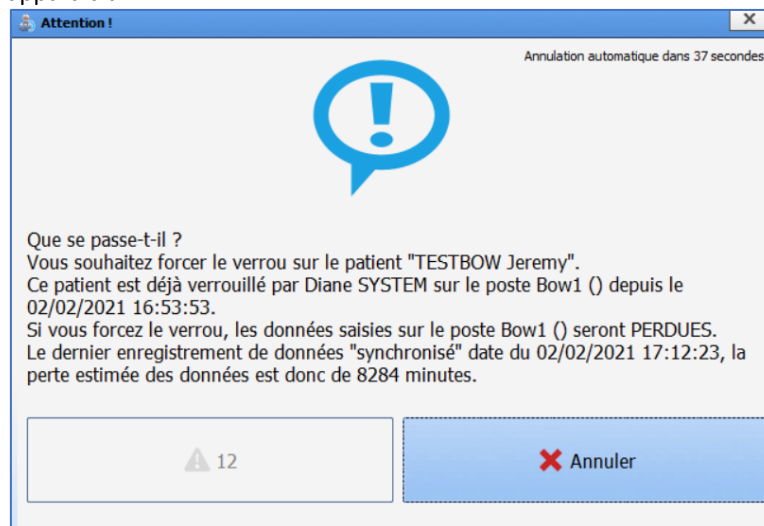 Attention !
Annulation automatique dans 37 secondes
Que se passe-t-il ?
Vous souhaitez forcer le verrou sur le patient "TESTBOW Jeremy".
Ce patient est déjà verrouillé par Diane SYSTEM sur le poste Bow1 () depuis le
02/02/2021 16:53:53.
Si vous forcez le verrou, les données saisies sur le poste Bow1 () seront PERDUES.
Le dernier enregistrement de données "synchronisé" date du 02/02/2021 17:12:23, la
perte estimée des données est donc de 8284 minutes.
12
Annuler